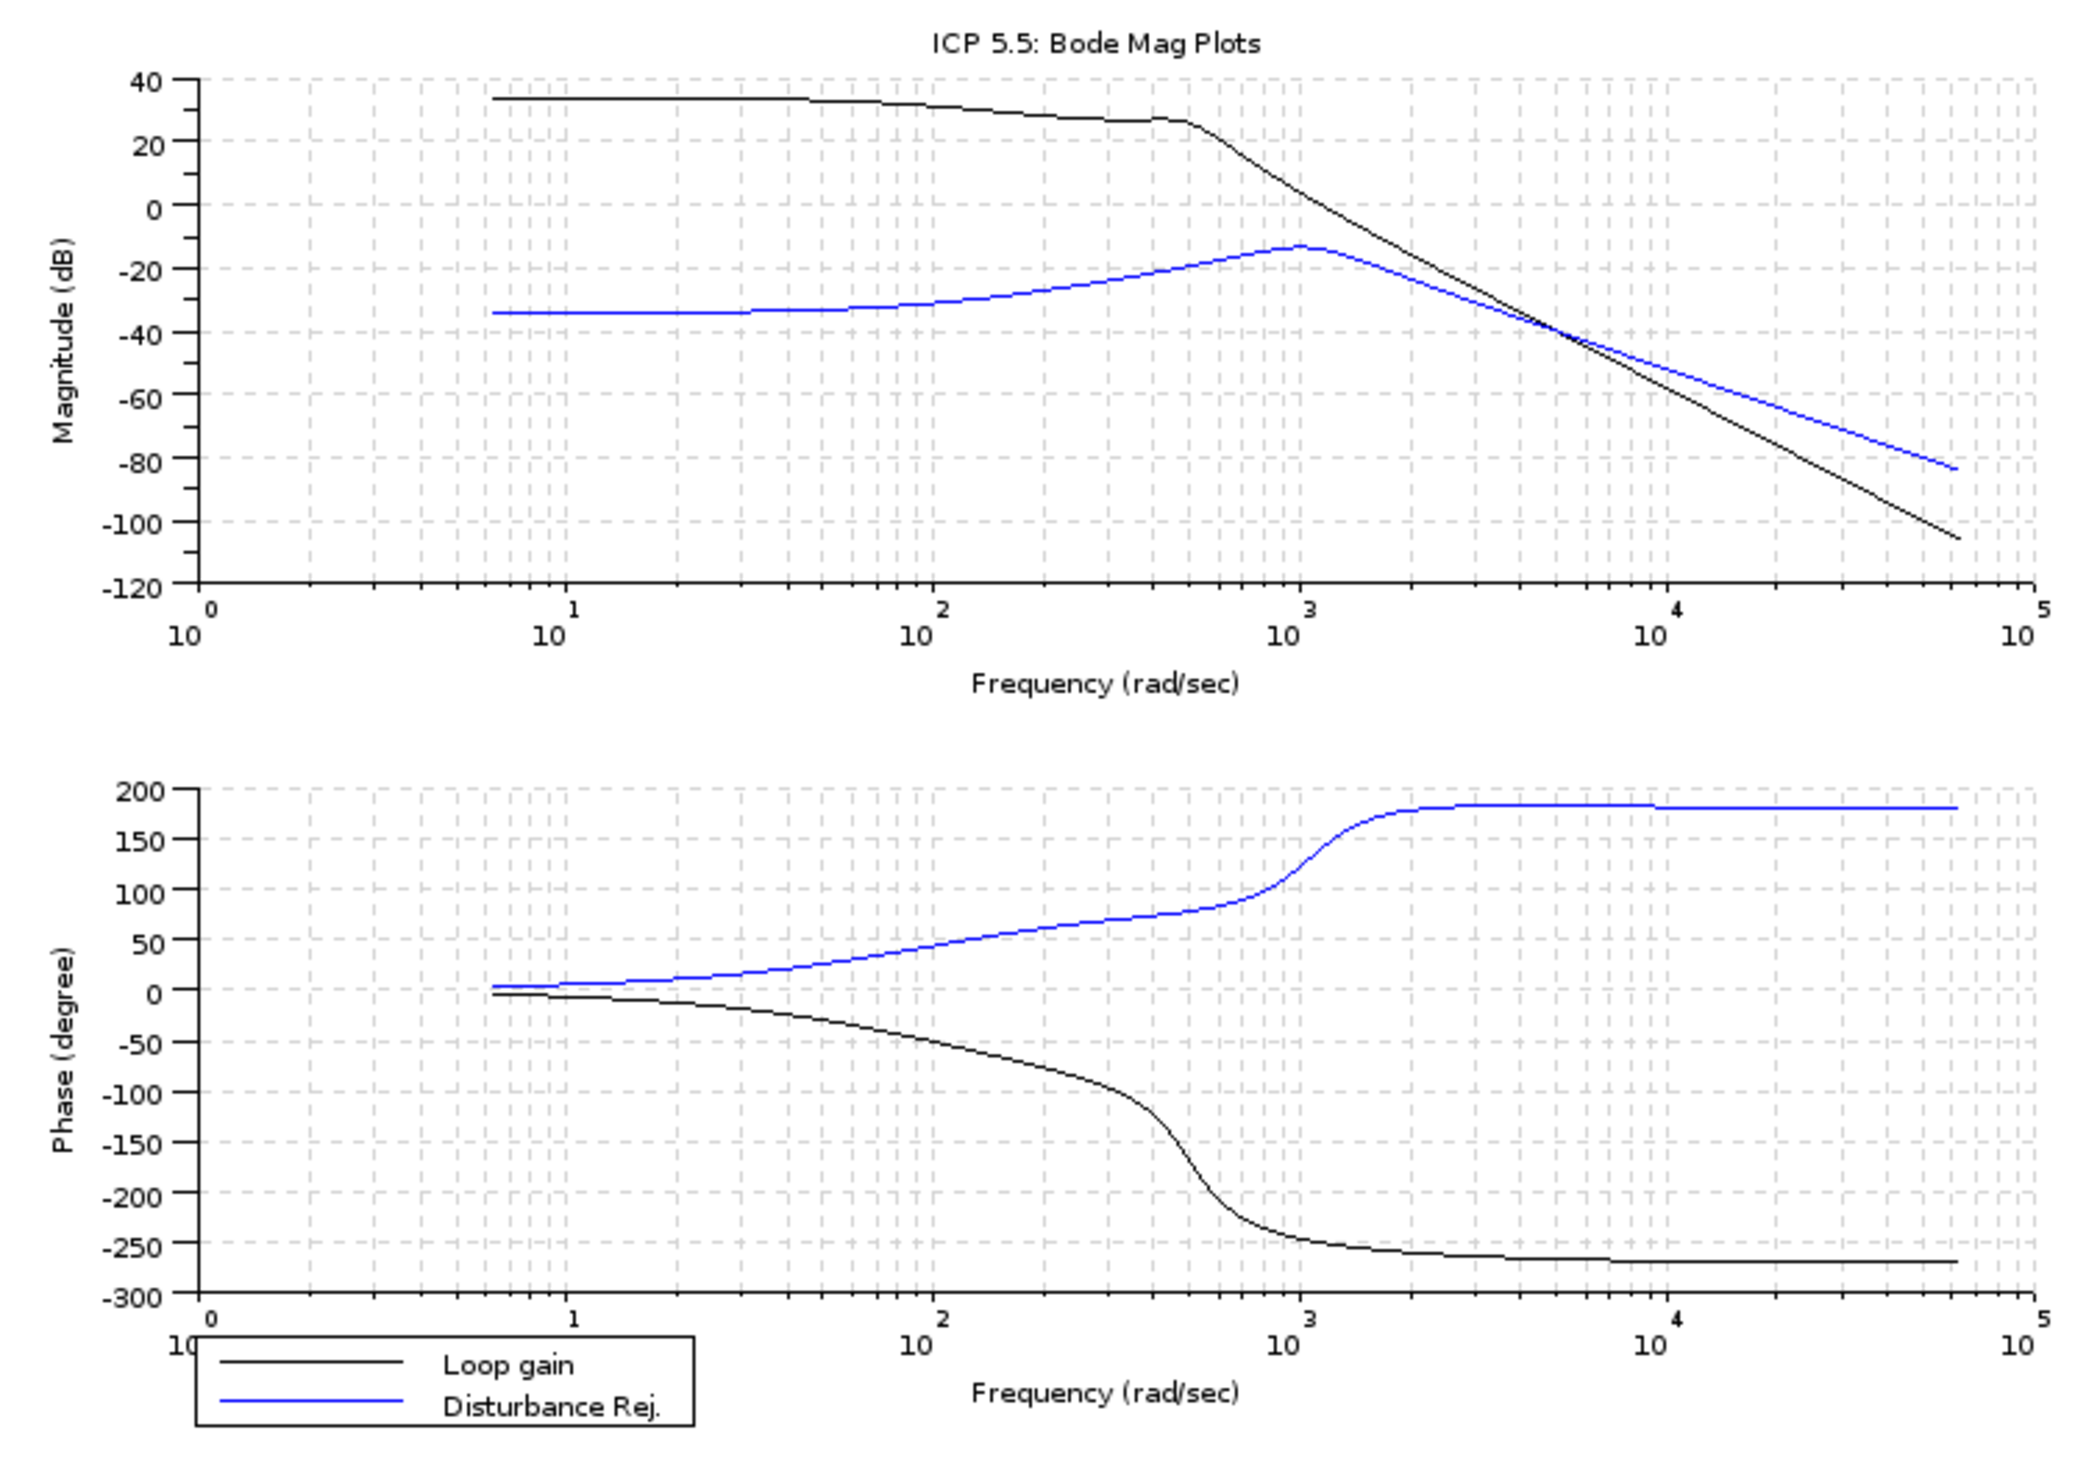 ICP 5.5: Bode Mag Plots
40
20
0
-20
-40
-60
-80
-100
-120
Magnitude (dB)
10^0 10^1 10^2 10^3 10^4 10^5
Frequency (rad/sec)
200
150
100
50
0
-50
-100
-150
-200
-250
-300
Phase (degree)
10^0 1 10^2 10^3 10^4 10^5
Frequency (rad/sec)
Loop gain
Disturbance Rej.